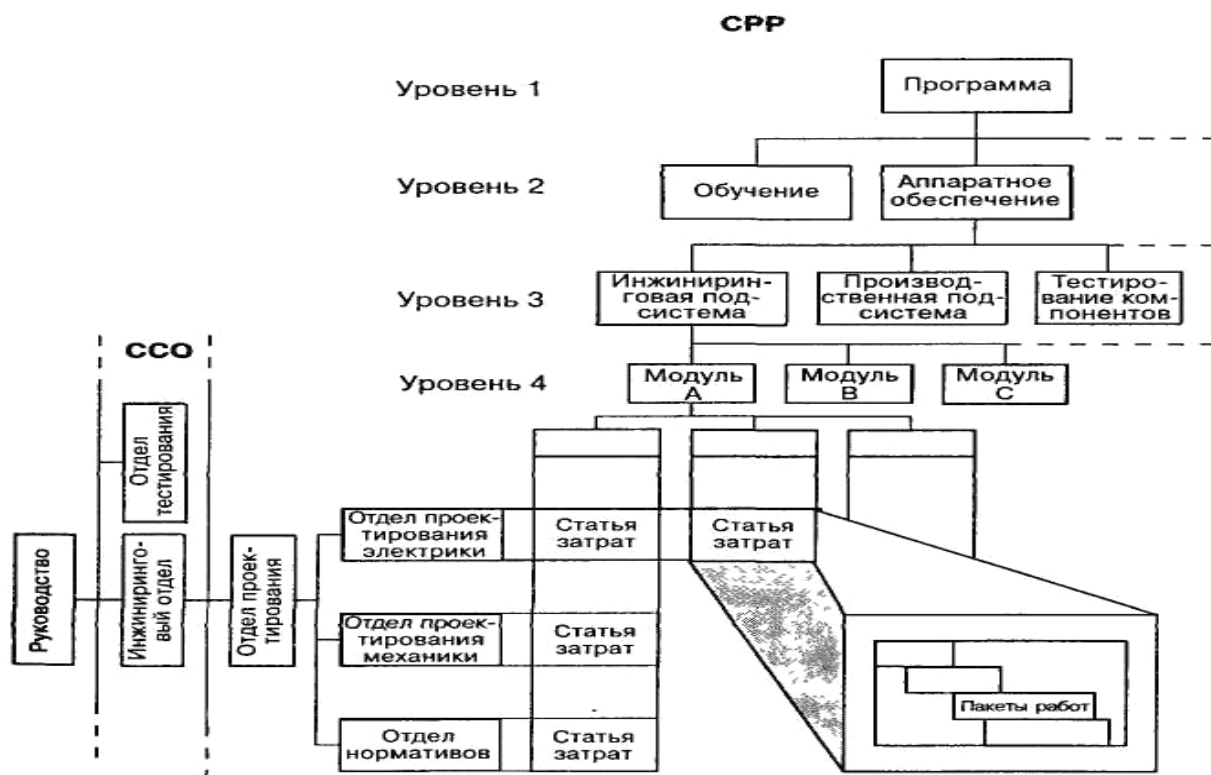 СРР
Уровень 1
Программа
Уровень 2
Обучение
Аппаратное
обеспечение
Уровень 3
Инжинирин-
говая под-
система
Производ-
ственная под-
система
Тестиро-
вание ком-
понентов
ССО
Уровень 4
Модуль
А
Модуль
В
Модуль
С
Отдел
тестирования
Руководство
Инжиниринго-
вый отдел
Отдел проек-
тирования
Отдел проек-
тирования
электрики
Статья
затрат
Статья
затрат
Отдел проек-
тирования
механики
Статья
затрат
Пакеты работ
Отдел
нормативов
Статья
затрат